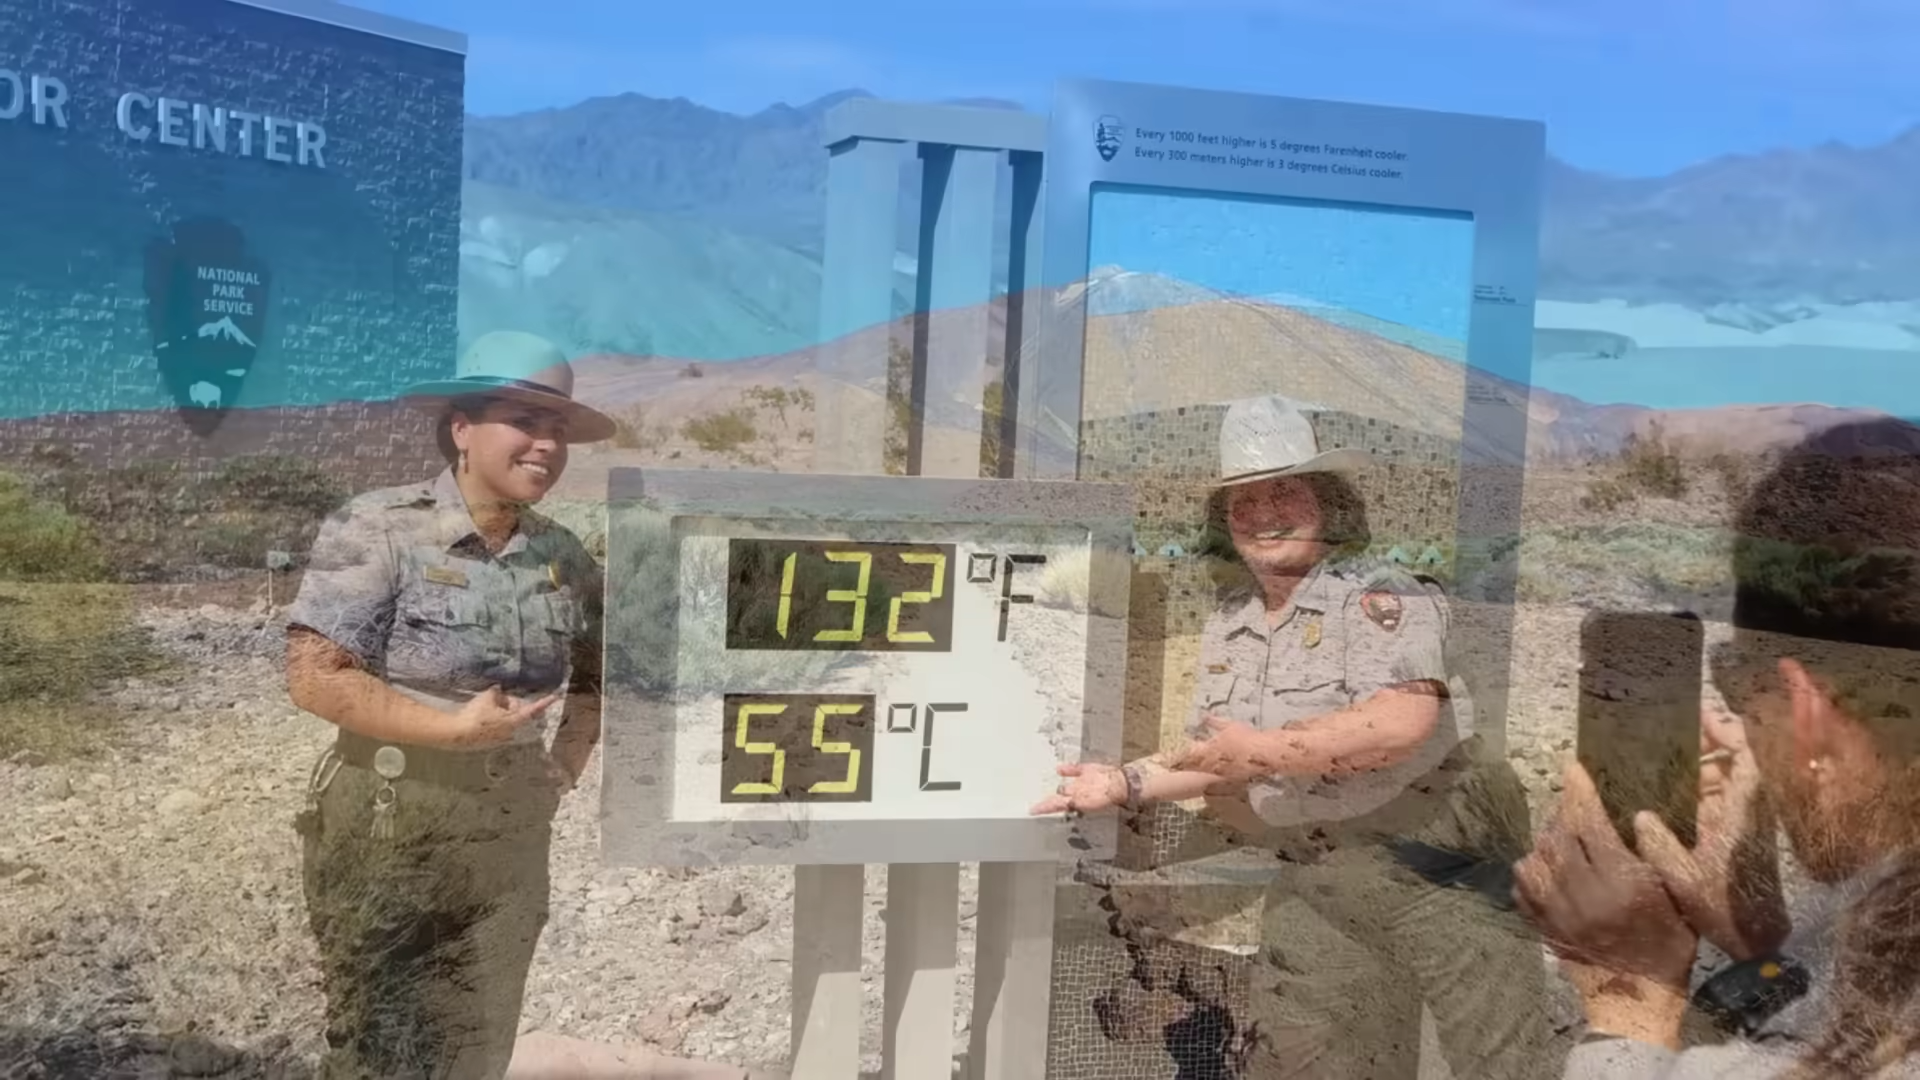 OR CENTER
NATIONAL
PARK
SERVICE
Every 1000 feet higher is 5 degrees Farenheit cooler.
Every 300 meters higher is 3 degrees Celsius cooler.
132°F
55°C